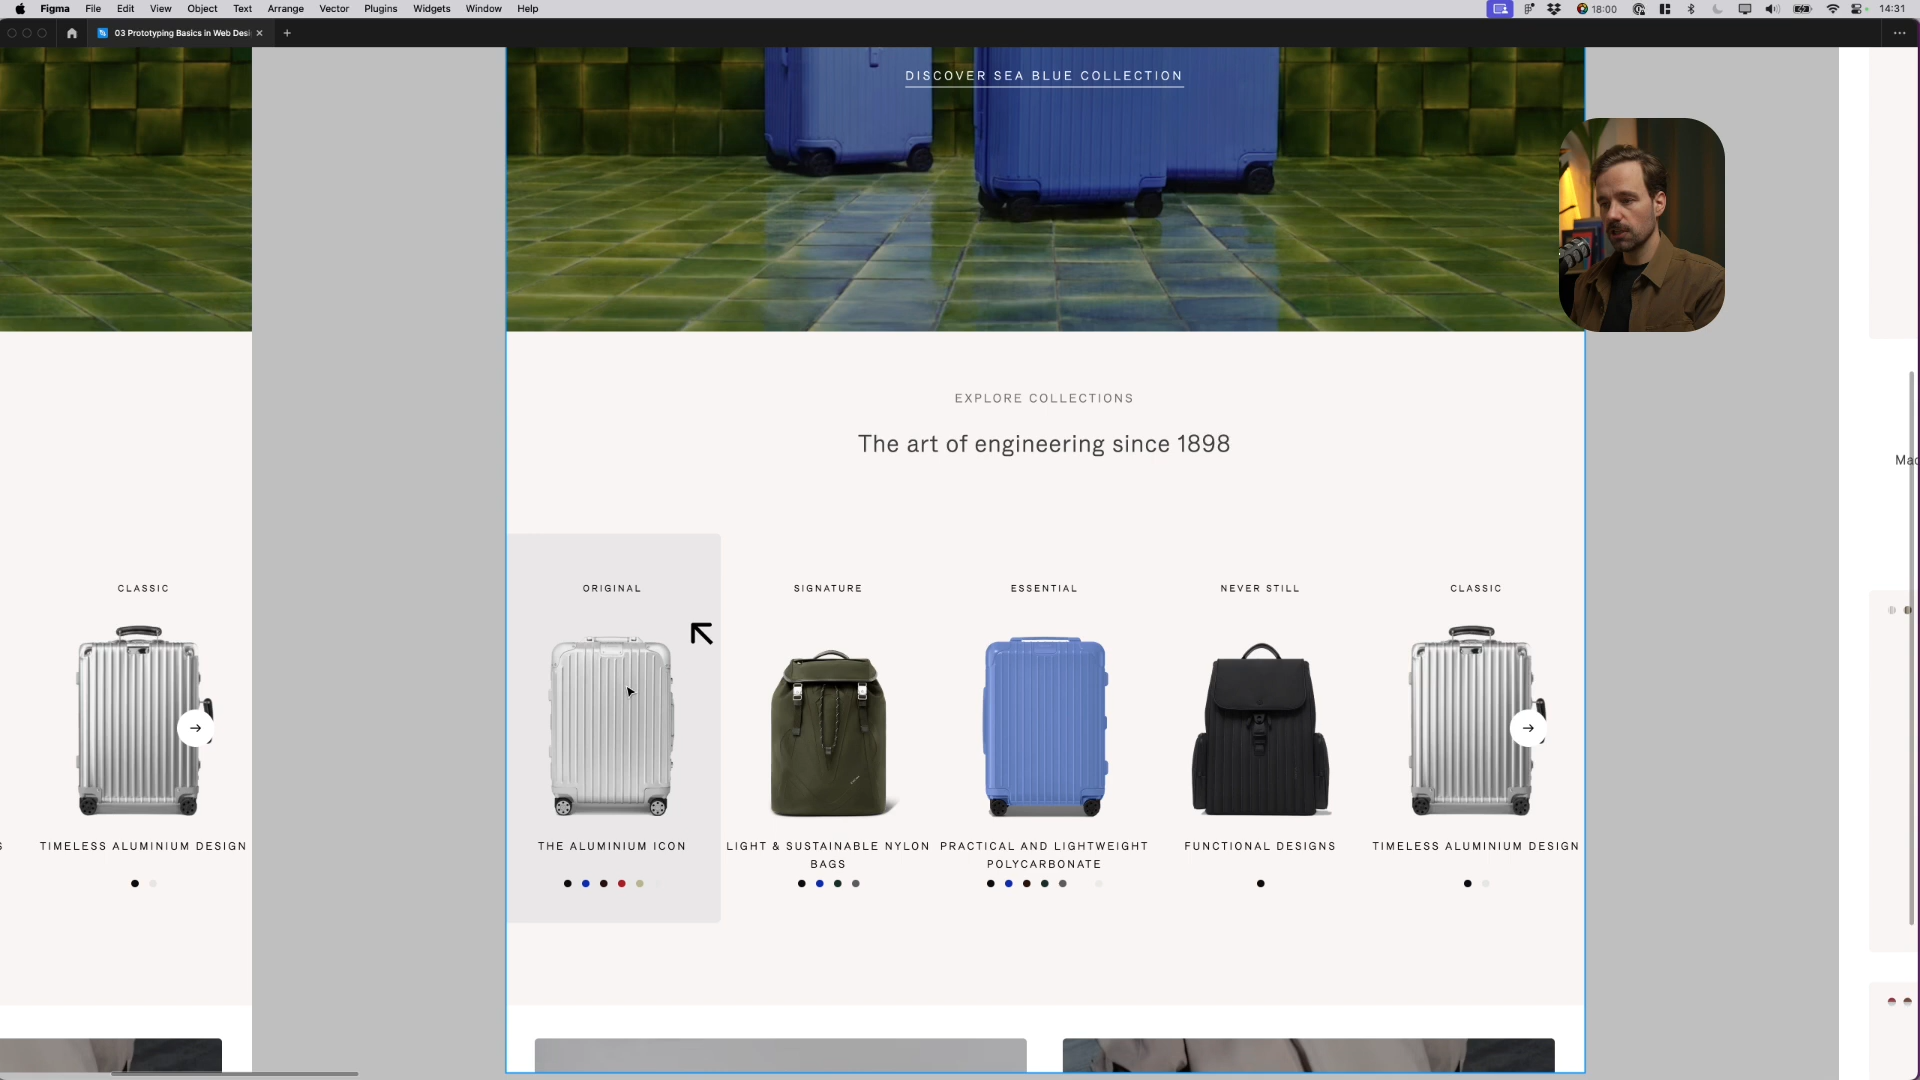 Figma File Edit View Object Text Arrange Vector Plugins Widgets Window Help
18:00
14:31
03 Prototyping Basics in Web Desi
DISCOVER SEA BLUE COLLECTION
EXPLORE COLLECTIONS
The art of engineering since 1898
Mad
CLASSIC
ORIGINAL
SIGNATURE
ESSENTIAL
NEVER STILL
CLASSIC
TIMELESS ALUMINIUM DESIGN
THE ALUMINIUM ICON
LIGHT & SUSTAINABLE NYLON
BAGS
PRACTICAL AND LIGHTWEIGHT
POLYCARBONATE
FUNCTIONAL DESIGNS
TIMELESS ALUMINIUM DESIGN